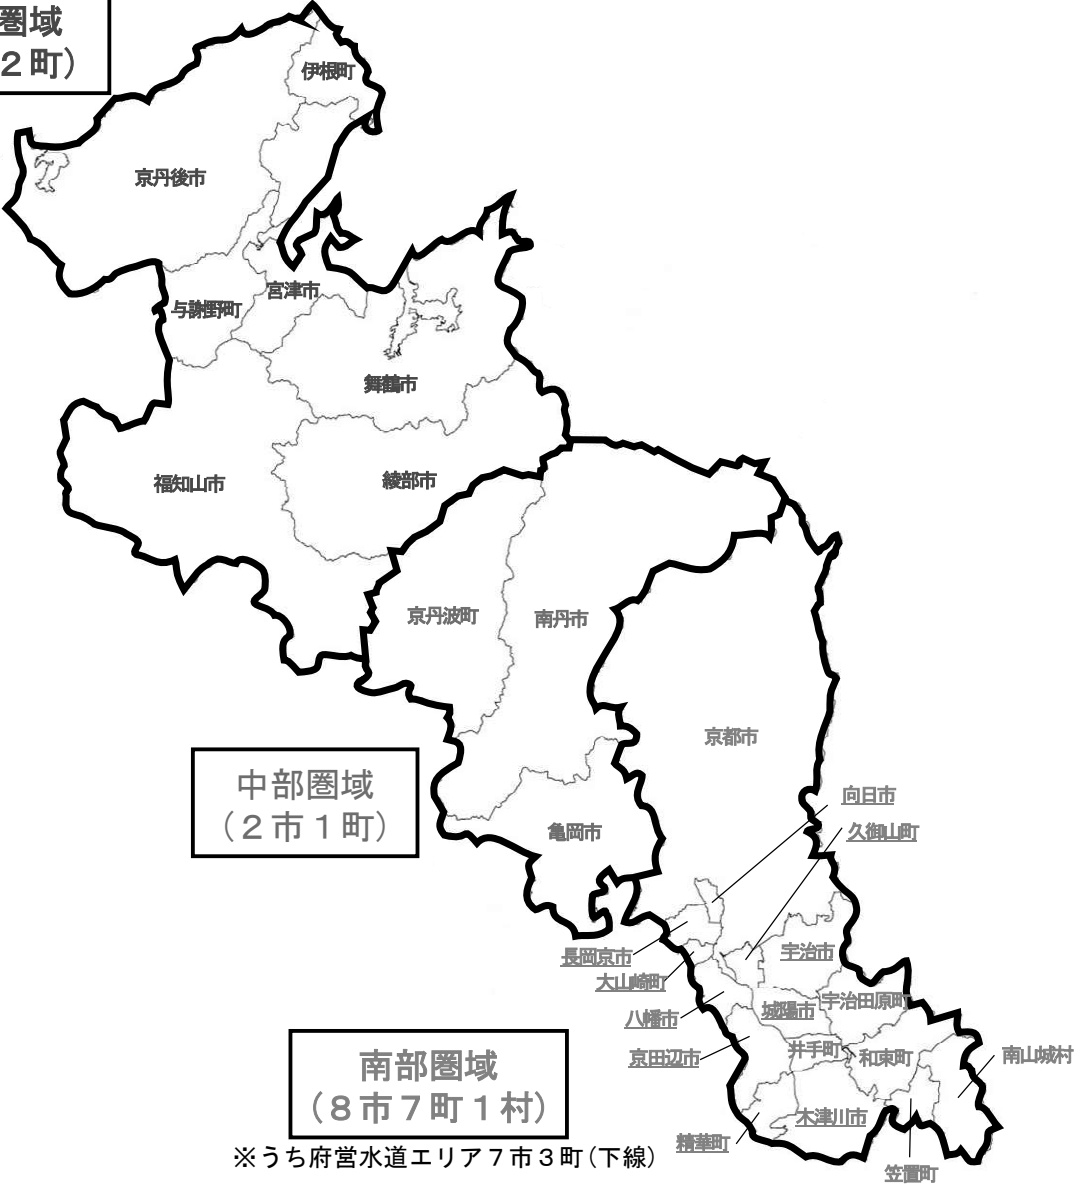 圏域
２町）
伊根町
京丹後市
宮津市
与謝野町
舞鶴市
福知山市
綾部市
京丹波町
南丹市
京都市
中部圏域
（２市１町）
向日市
久御山町
亀岡市
長岡京市
宇治市
大山崎町
宇治田原町
城陽市
八幡市
井手町
和束町
南山城村
京田辺市
南部圏域
（８市７町１村）
木津川市
精華町
※うち府営水道エリア７市３町（下線）
笠置町